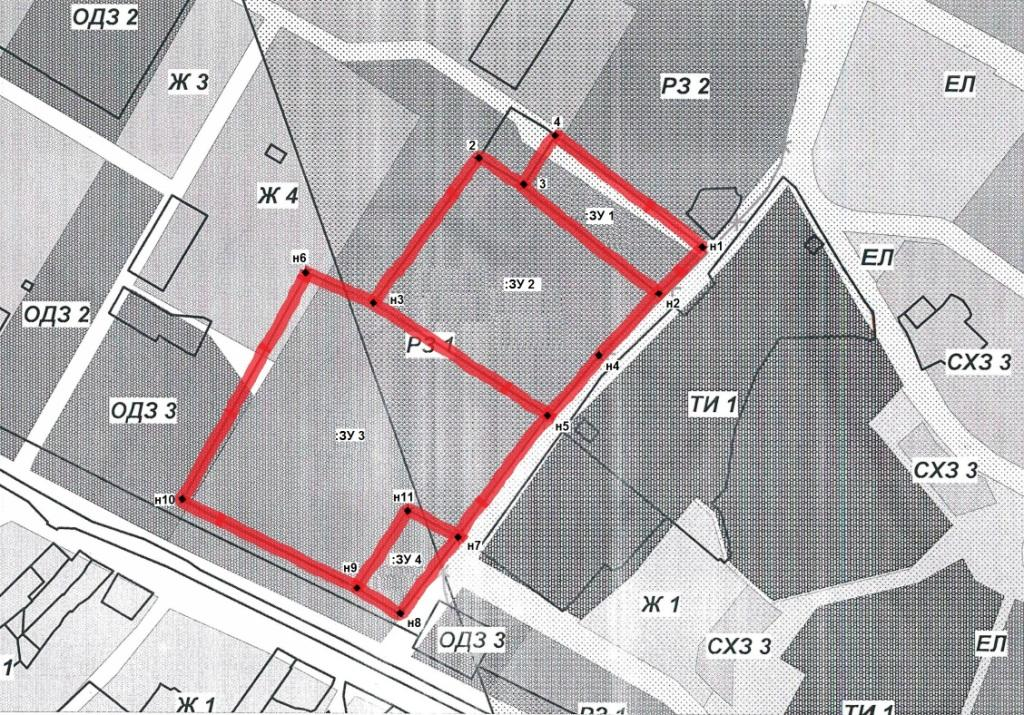 ОДЗ 2
Ж 3
РЗ 2
ЕЛ
4
2
3
Ж 4
:ЗУ 1
н1
н6
ЕЛ
:ЗУ 2
н3
н2
ОДЗ 2
РЗ 1
н4
СХЗ 3
ОДЗ 3
ТИ 1
:ЗУ 3
н5
СХЗ 3
н10
н11
н7
:ЗУ 4
н9
Ж 1
н8
ОДЗ 3
СХЗ 3
ЕЛ
1
Ж 1
РЗ 1
ТИ 1